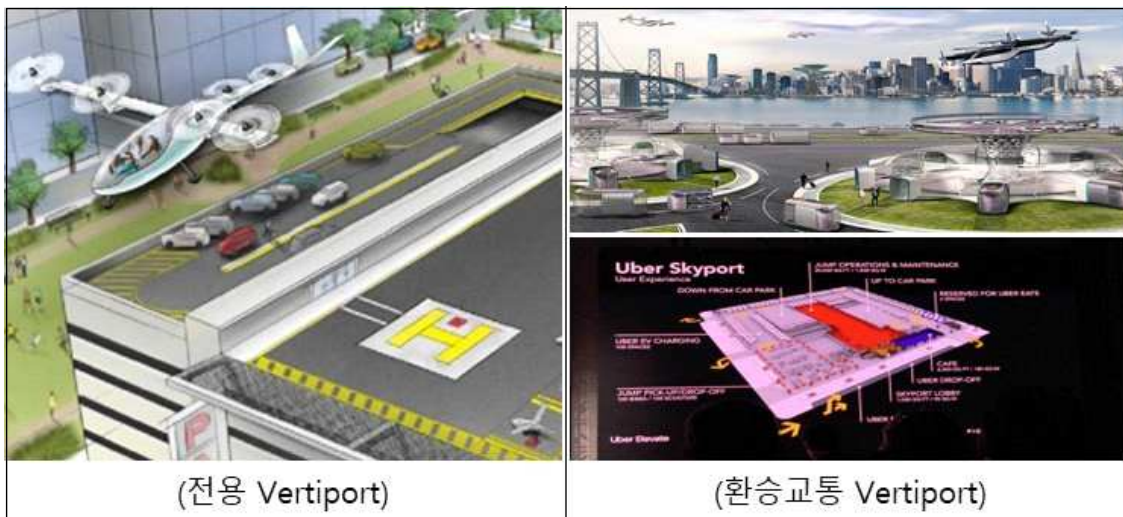 H
P
Uber Skyport
User Experience
JUMP OPERATIONS & MAINTENANCE
DOWN FROM CAR PARK
UP TO CAR PARK
RESERVED FOR UBER EATS
UBER EV CHARGING
CAFE
UBER DROP-OFF
JUMP PICK-UP/DROP-OFF
SKYPORT LOBBY
Uber Elevate
(전용 Vertiport)
(환승교통 Vertiport)